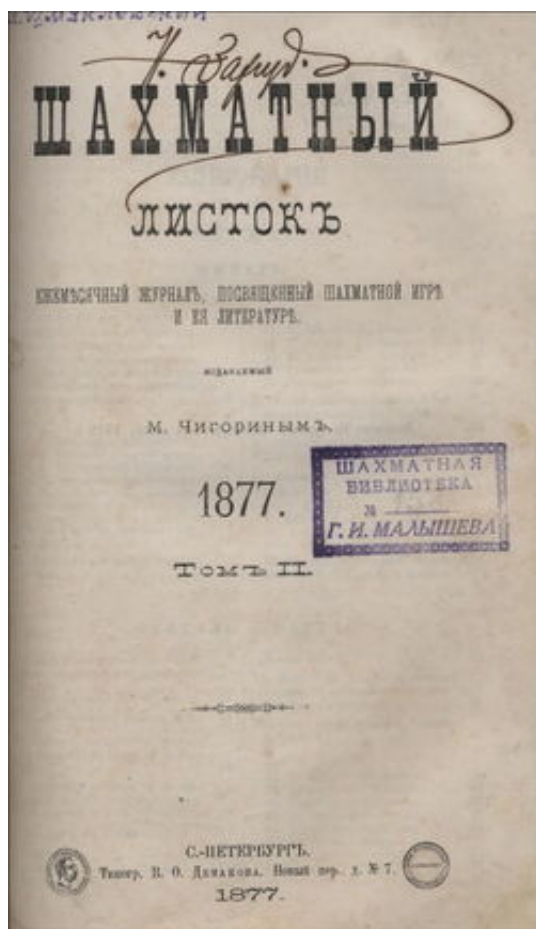 ШАХМАТНЫЙ
ЛИСТОКЪ
ЕЖЕМѢСЯЧНЫЙ ЖУРНАЛЪ, ПОСВЯЩЕННЫЙ ШАХМАТНОЙ ИГРѢ
И ЕЯ ЛИТЕРАТУРѢ.
ИЗДАВАЕМЫЙ
М. Чигоринымъ.
ШАХМАТНАЯ
БИБЛИОТЕКА
№
Г. И. МАЛЫШЕВА
1877.
Томъ II.
С.-ПЕТЕРБУРГЪ.
Типогр. В. О. Демакова. Новый пер. д. № 7.
1877.